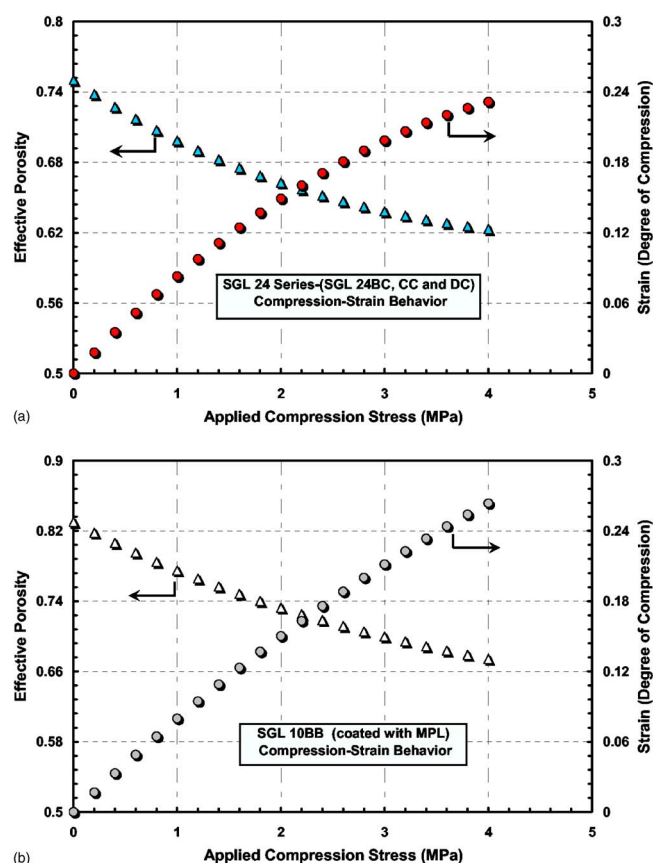 0.8
0.74
0.68
0.62
0.56
0.5
Effective Porosity
0.3
0.24
0.18
0.12
0.06
0
Strain (Degree of Compression)
SGL 24 Series-(SGL 24BC, CC and DC)
Compression-Strain Behavior
0 1 2 3 4 5
(a)
Applied Compression Stress (MPa)
0.9
0.82
0.74
0.66
0.58
0.5
Effective Porosity
0.3
0.24
0.18
0.12
0.06
0
Strain (Degree of Compression)
SGL 10BB (coated with MPL)
Compression-Strain Behavior
0 1 2 3 4 5
(b)
Applied Compression Stress (MPa)